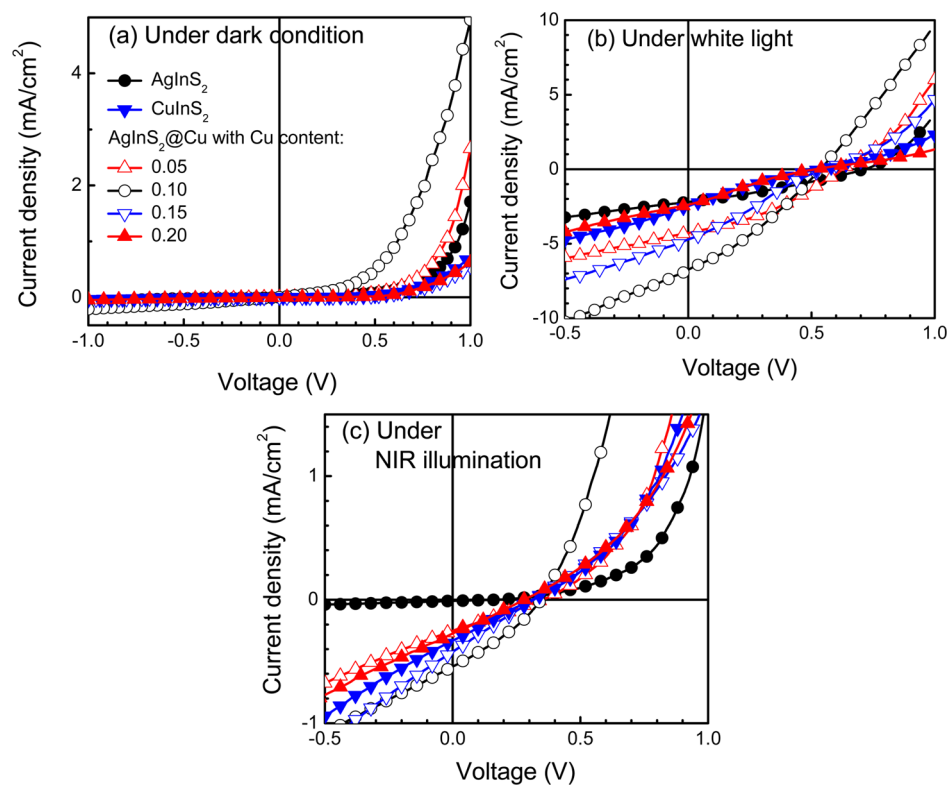 (a) Under dark condition
AgInS2
CuInS2
AgInS2@Cu with Cu content:
0.05
0.10
0.15
0.20
Current density (mA/cm2)
4
2
0
-1.0
-0.5
0.0
0.5
1.0
Voltage (V)
(b) Under white light
Current density (mA/cm2)
10
5
0
-5
-10
-0.5
0.0
0.5
1.0
Voltage (V)
(c) Under
NIR illumination
Current density (mA/cm2)
1
0
-1
-0.5
0.0
0.5
1.0
Voltage (V)